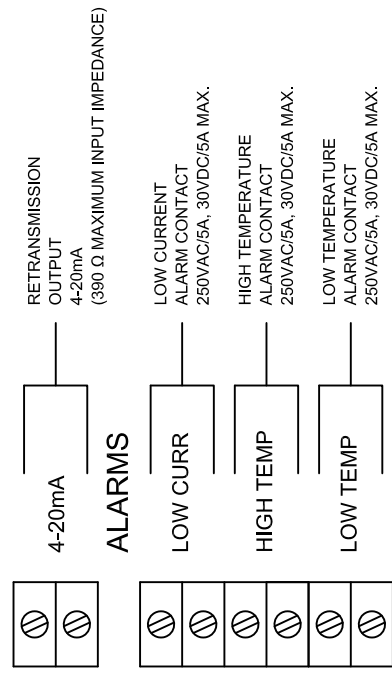 4-20mA
RETRANSMISSION
OUTPUT
4-20mA
(390 Ω MAXIMUM INPUT IMPEDANCE)
ALARMS
LOW CURR
LOW CURRENT
ALARM CONTACT
250VAC/5A, 30VDC/5A MAX.
HIGH TEMP
HIGH TEMPERATURE
ALARM CONTACT
250VAC/5A, 30VDC/5A MAX.
LOW TEMP
LOW TEMPERATURE
ALARM CONTACT
250VAC/5A, 30VDC/5A MAX.